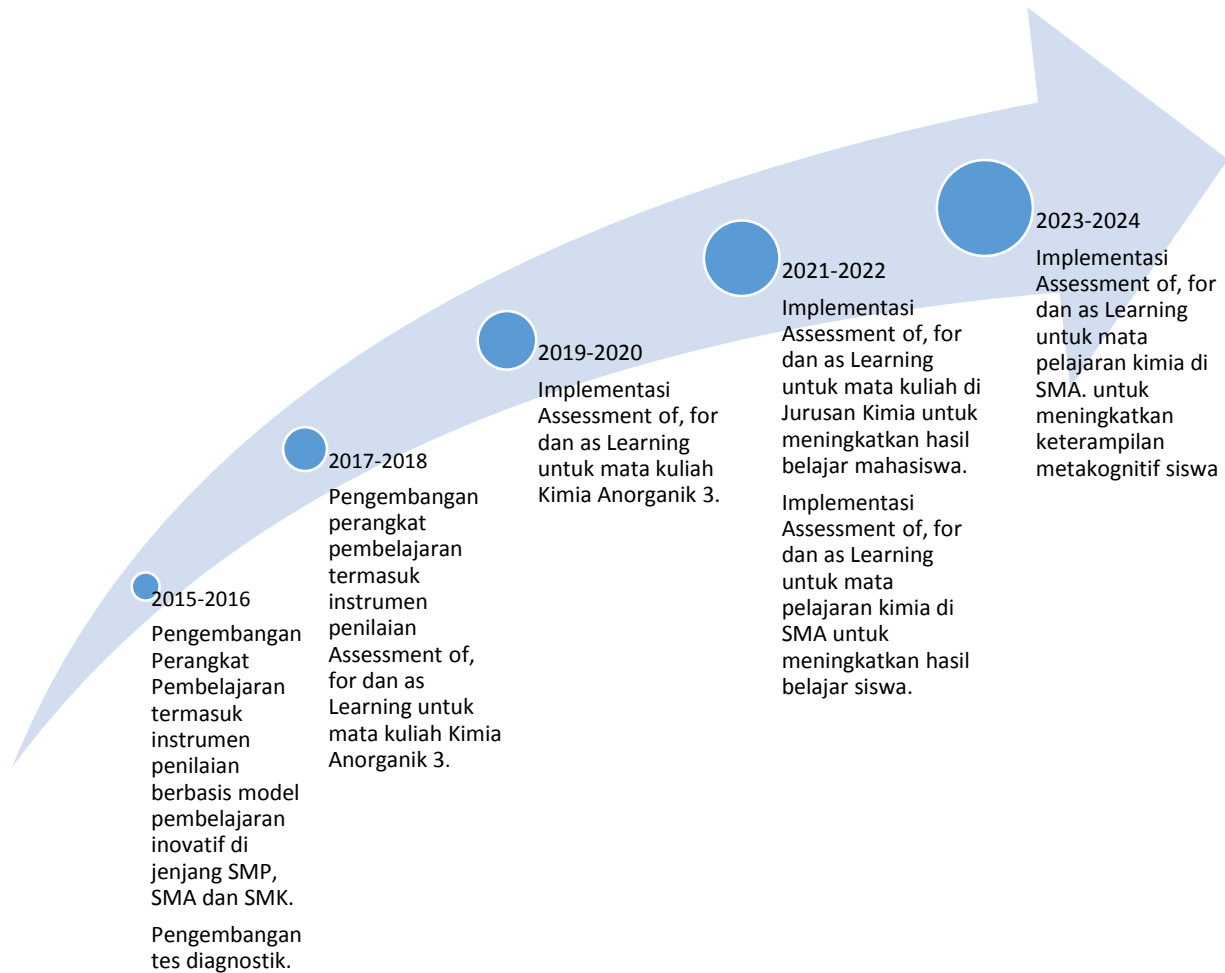 2015-2016
Pengembangan
Perangkat
Pembelajaran
termasuk
instrumen
penilaian
berbasis model
pembelajaran
inovatif di
jenjang SMP,
SMA dan SMK.
Pengembangan
tes diagnostik.
2017-2018
Pengembangan
perangkat
pembelajaran
termasuk
instrumen
penilaian
Assessment of,
for dan as
Learning untuk
mata kuliah Kimia
Anorganik 3.
2019-2020
Implementasi
Assessment of, for
dan as Learning
untuk mata kuliah
Kimia Anorganik 3.
2021-2022
Implementasi
Assessment of, for
dan as Learning
untuk mata kuliah di
Jurusan Kimia untuk
meningkatkan hasil
belajar mahasiswa.
Implementasi
Assessment of, for
dan as Learning
untuk mata
pelajaran kimia di
SMA untuk
meningkatkan hasil
belajar siswa.
2023-2024
Implementasi
Assessment of, for
dan as Learning
untuk mata
pelajaran kimia di
SMA. untuk
meningkatkan
keterampilan
metakognitif siswa